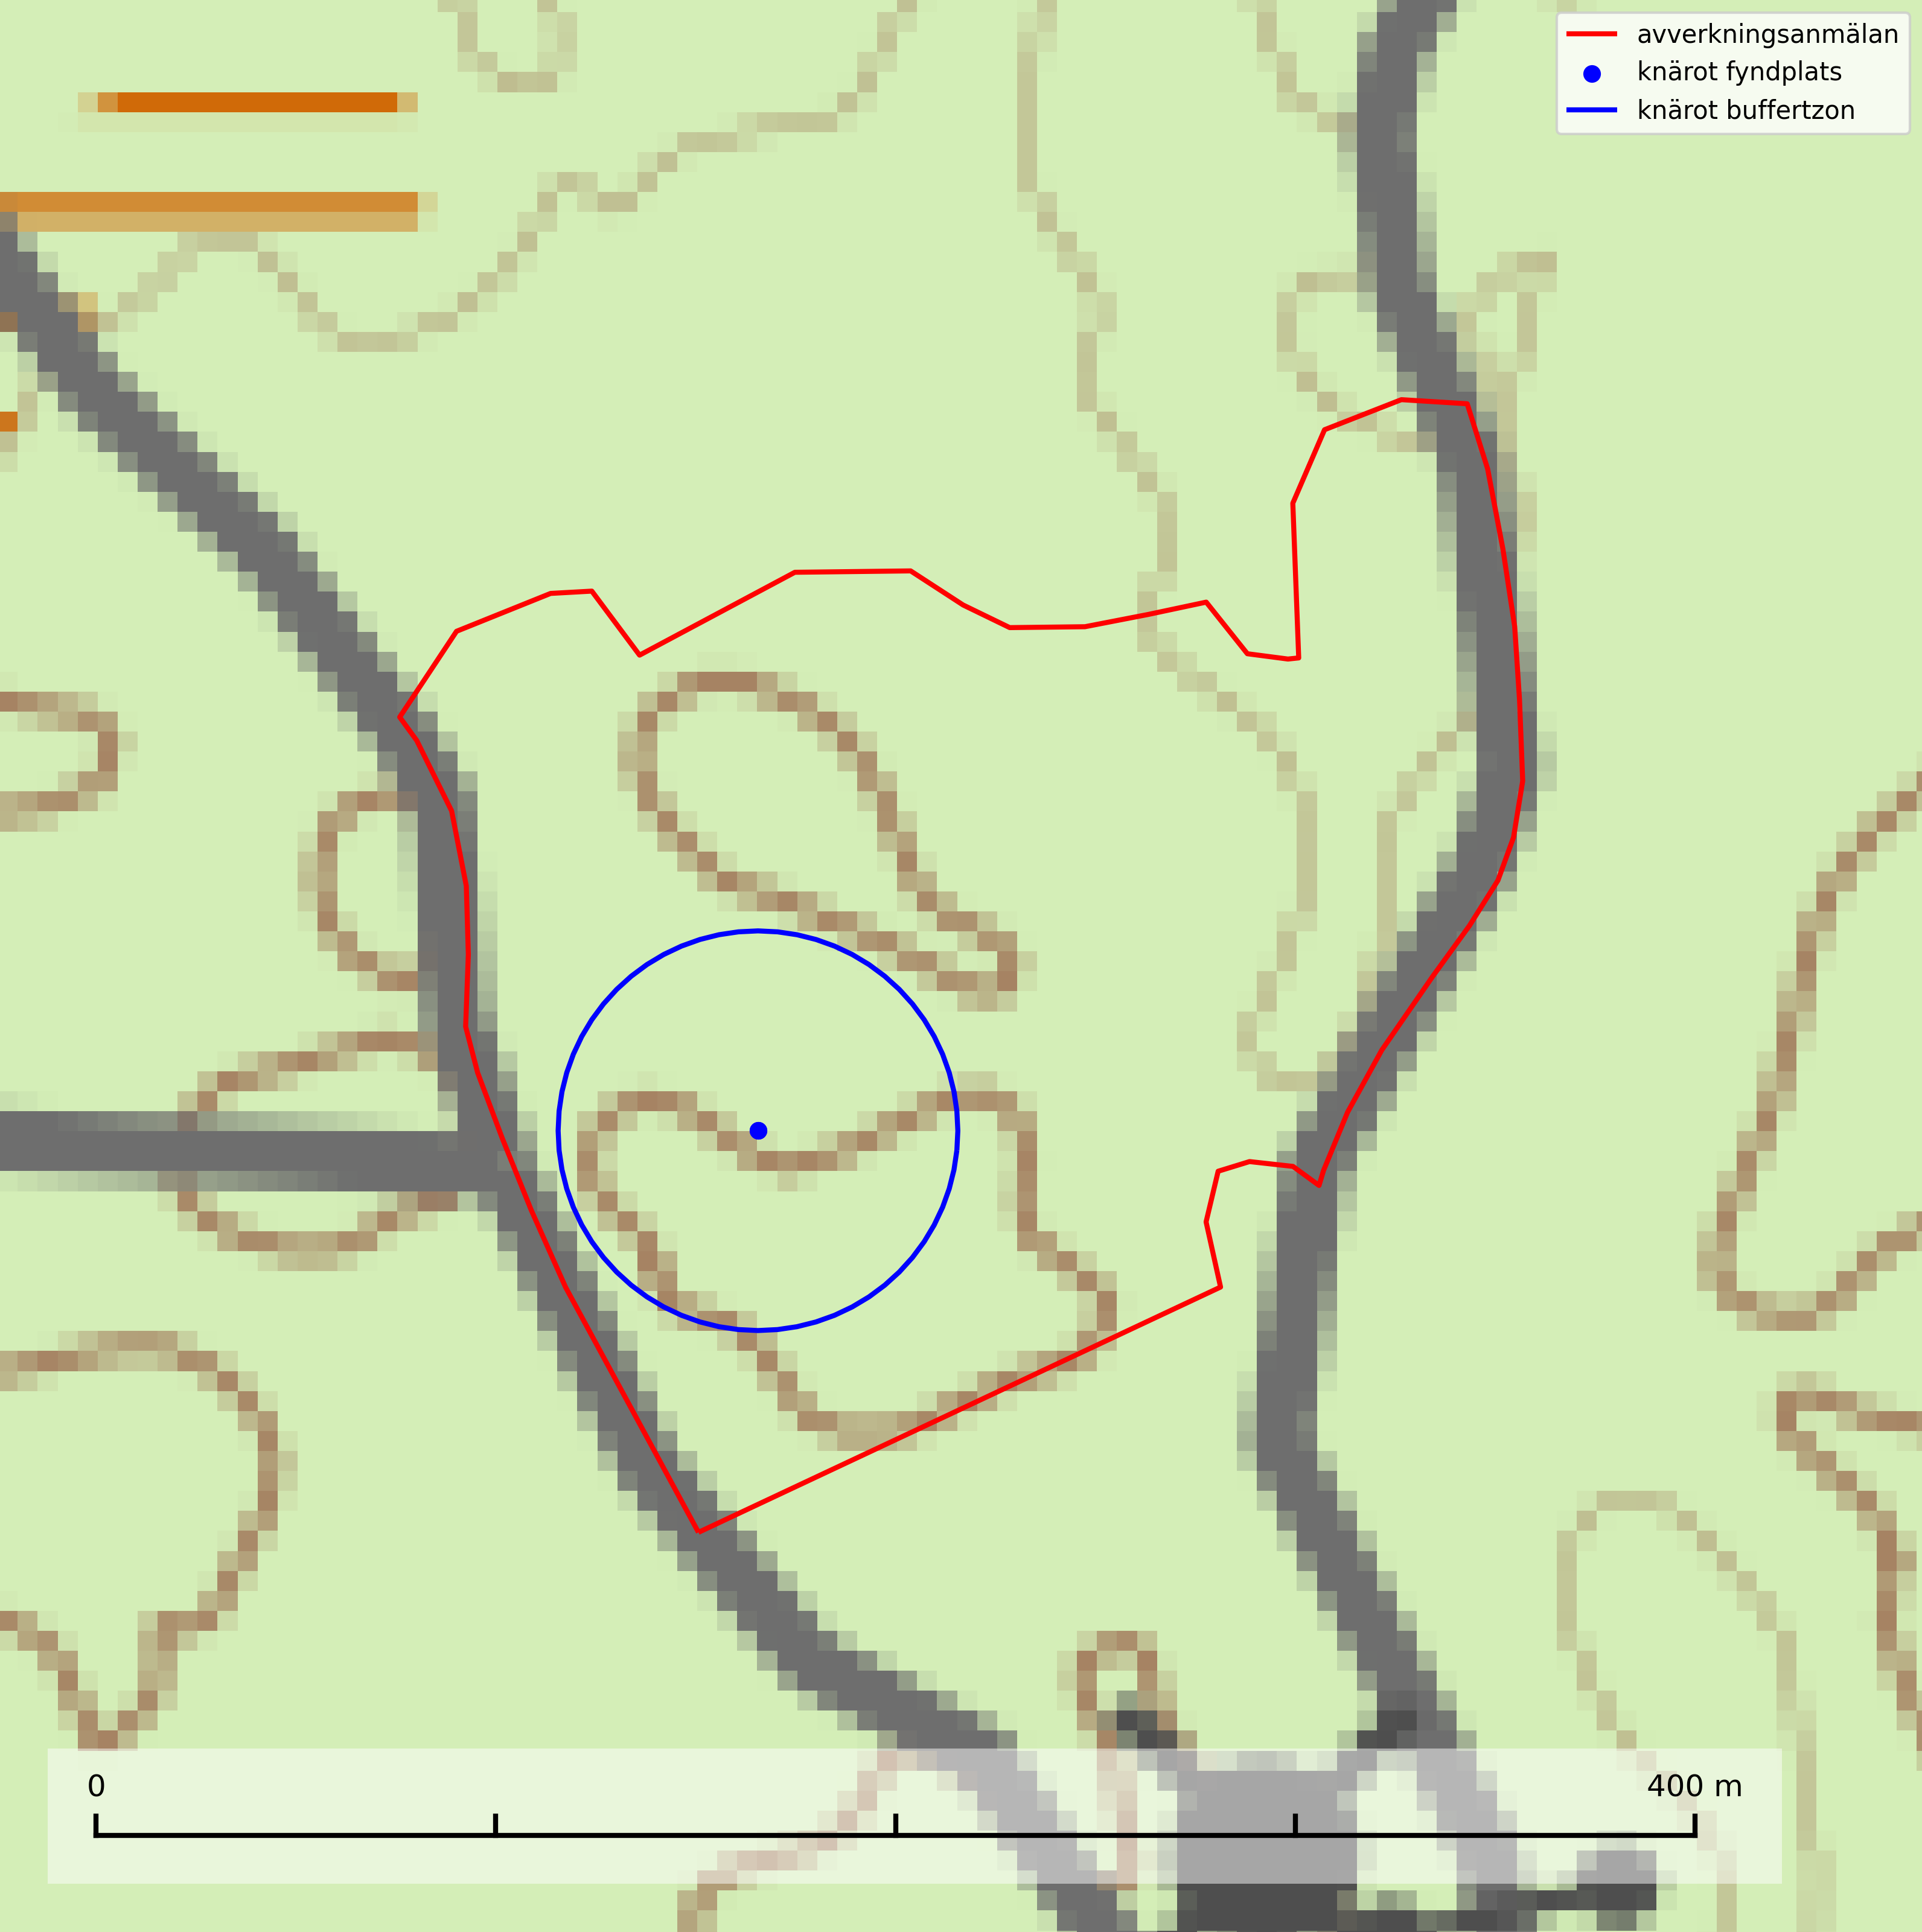 avverkningsanmälan
knärot fyndplats
knärot buffertzon
0
400 m